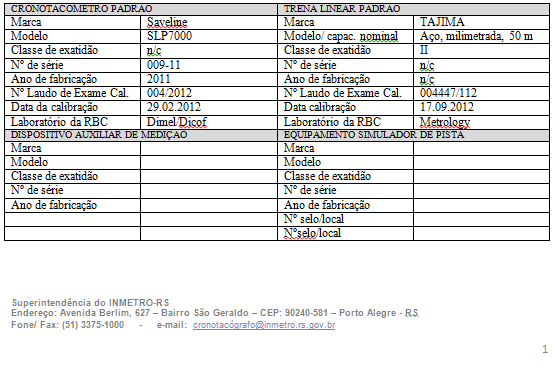 CRONOTACOMETRO PADRAO TRENA LINEAR PADRAO
Marca Saveline Marca TAJIMA
Modelo SLP7000 Modelo/ capac. nominal Aço, milimetrada, 50 m
Classe de exatidão n/ç Classe de exatidão II
Nº de série 009-11 Nº de série n/ç
Ano de fabricação 2011 Ano de fabricação n/ç
Nº Laudo de Exame Cal. 004/2012 Nº Laudo de Exame Cal. 004447/112
Data da calibração 29.02.2012 Data calibração 17.09.2012
Laboratório da RBC Dimel/Dicof Laboratório da RBC Metrology
DISPOSITIVO AUXILIAR DE MEDIÇAO EQUIPAMENTO SIMULADOR DE PISTA
Marca Marca
Modelo Modelo
Classe de exatidão Classe de exatidão
Nº de série Nº de série
Ano de fabricação Ano de fabricação
Nº selo/local
Nºselo/local
Superintendência do INMETRO-RS
Endereço: Avenida Berlim, 627 – Bairro São Geraldo – CEP: 90240-581 – Porto Alegre - RS
Fone/ Fax: (51) 3375-1000 - e-mail: cronotacógrafo@inmetro.rs.gov.br
1